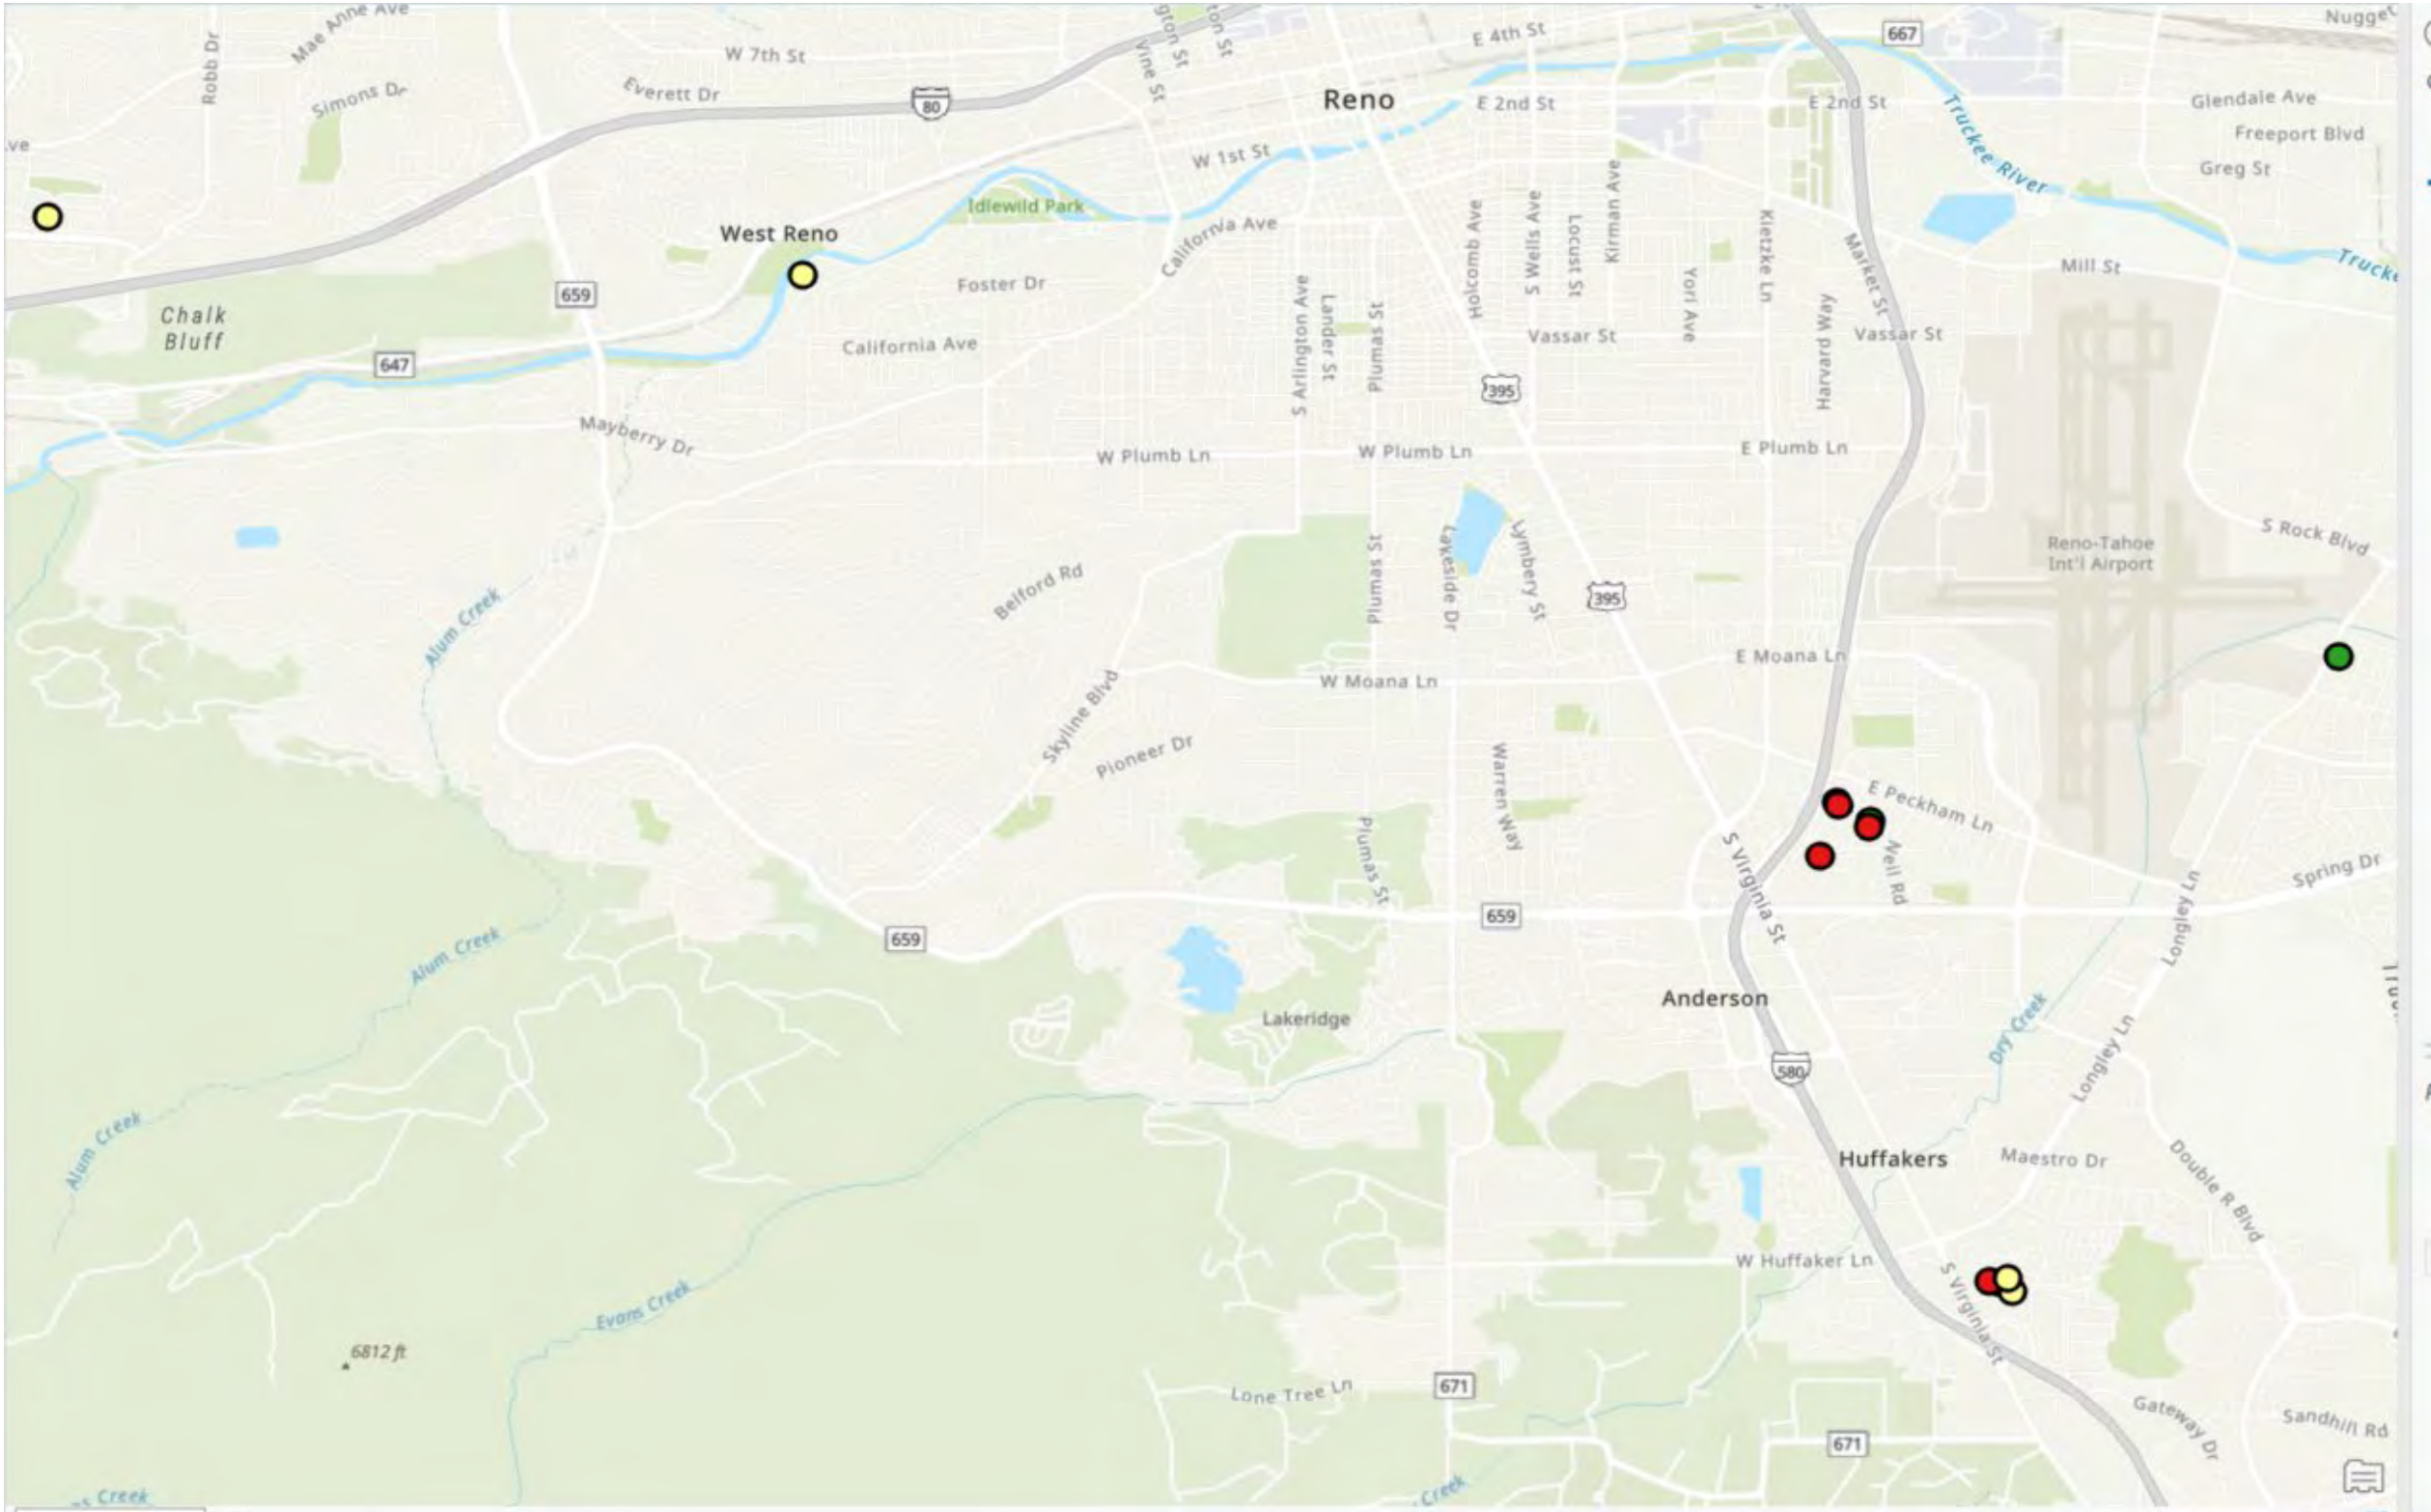 Mae Anne Ave
Nugget
Robb Dr
W 7th St
Vine St
E 4th St
667
Simons Dr
Everett Dr
80
Reno
E 2nd St
E 2nd St
Glendale Ave
Freeport Blvd
Greg St
Truckee River
W 1st St
Idlewild Park
California Ave
West Reno
Holcomb Ave
S Wells Ave
Locust St
Kirman Ave
Yori Ave
Kietzke Ln
Market St
Mill St
659
Foster Dr
Chalk
Bluff
647
California Ave
S Arlington Ave
Lander St
Plumas St
Vassar St
Harvard Way
Vassar St
395
Mayberry Dr
W Plumb Ln
W Plumb Ln
E Plumb Ln
S Rock Blvd
Reno-Tahoe
Int'l Airport
Alum Creek
Belford Rd
Plumas St
Lakeside Dr
Lymbery St
395
E Moana Ln
W Moana Ln
Skyline Blvd
Pioneer Dr
Warren Way
E Peckham Ln
Plumas St
S Virginia St
Neil Rd
Spring Dr
Longley Ln
659
659
Alum Creek
Anderson
Lakeridge
Dry Creek
Longley Ln
580
Alum Creek
Huffakers
Maestro Dr
Double R Blvd
W Huffaker Ln
S Virginia St
Evans Creek
6812 ft
Lone Tree Ln
671
Gateway Dr
Sandhill Rd
671
Creek
Creek